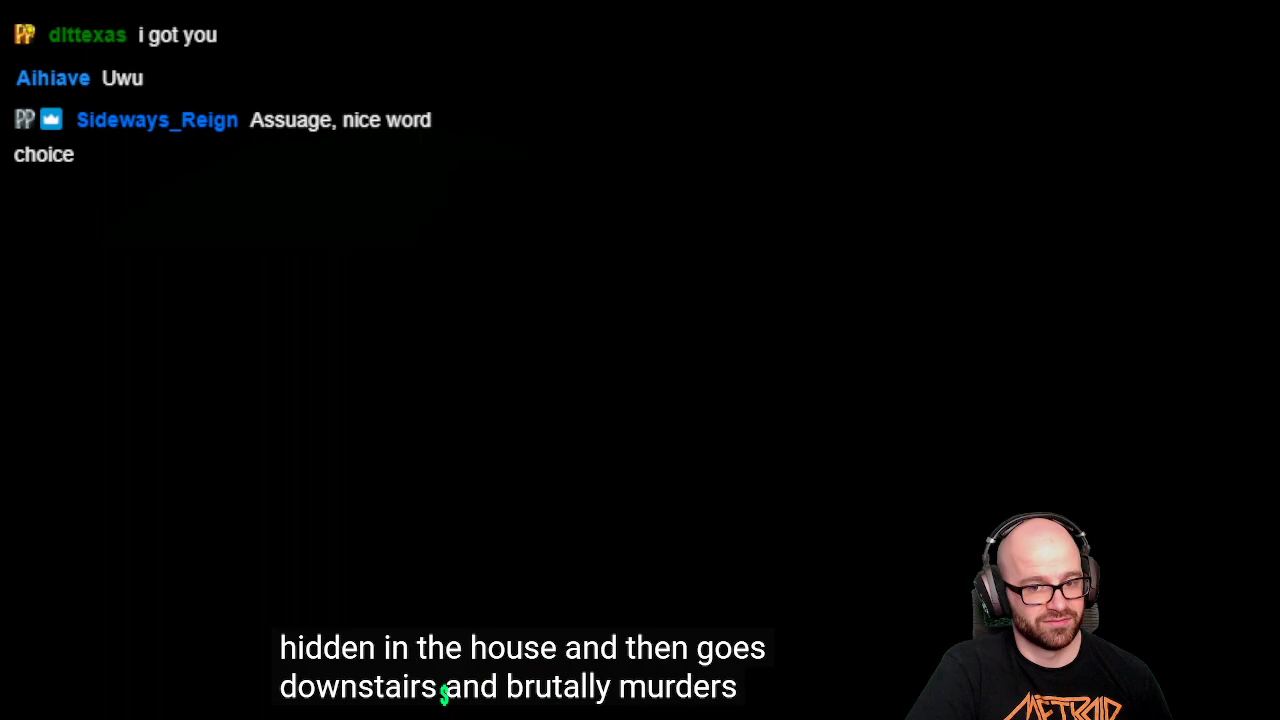 dittexas i got you
Aihiave Uwu
Sideways_Reign Assuage, nice word
choice
hidden in the house and then goes
downstairs and brutally murders
METROID